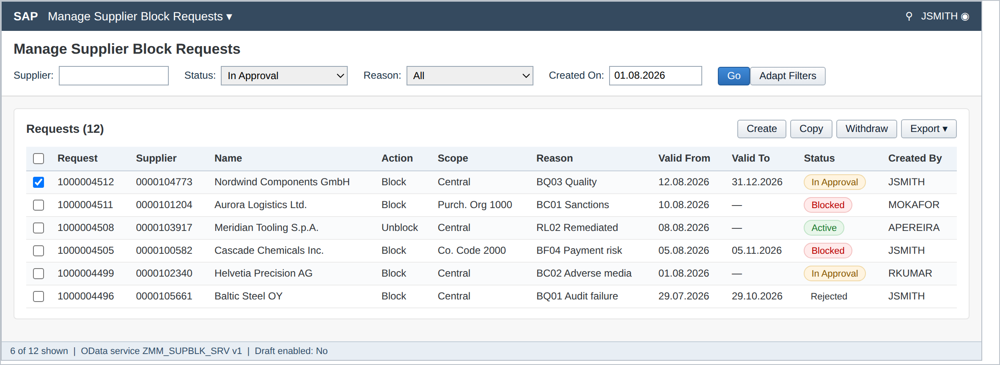 SAP Manage Supplier Block Requests ▾ ⚲ JSMITH ◉
Manage Supplier Block Requests
Supplier: Status: In Approval Reason: All Created On: 01.08.2026 Go Adapt Filters
Requests (12) Create Copy Withdraw Export ▾
Request Supplier Name Action Scope Reason Valid From Valid To Status Created By
1000004512 0000104773 Nordwind Components GmbH Block Central BQ03 Quality 12.08.2026 31.12.2026 In Approval JSMITH
1000004511 0000101204 Aurora Logistics Ltd. Block Purch. Org 1000 BC01 Sanctions 10.08.2026 — Blocked MOKAFOR
1000004508 0000103917 Meridian Tooling S.p.A. Unblock Central RL02 Remediated 08.08.2026 — Active APEREIRA
1000004505 0000100582 Cascade Chemicals Inc. Block Co. Code 2000 BF04 Payment risk 05.08.2026 05.11.2026 Blocked JSMITH
1000004499 0000102340 Helvetia Precision AG Block Central BC02 Adverse media 01.08.2026 — In Approval RKUMAR
1000004496 0000105661 Baltic Steel OY Block Central BQ01 Audit failure 29.07.2026 29.10.2026 Rejected JSMITH
6 of 12 shown | OData service ZMM_SUPBLK_SRV v1 | Draft enabled: No